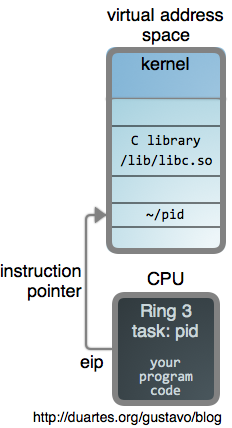 virtual address
space
kernel
C library
/lib/libc.so
~/pid
instruction
pointer
CPU
Ring 3
task: pid
eip
your
program
code
http://duartes.org/gustavo/blog